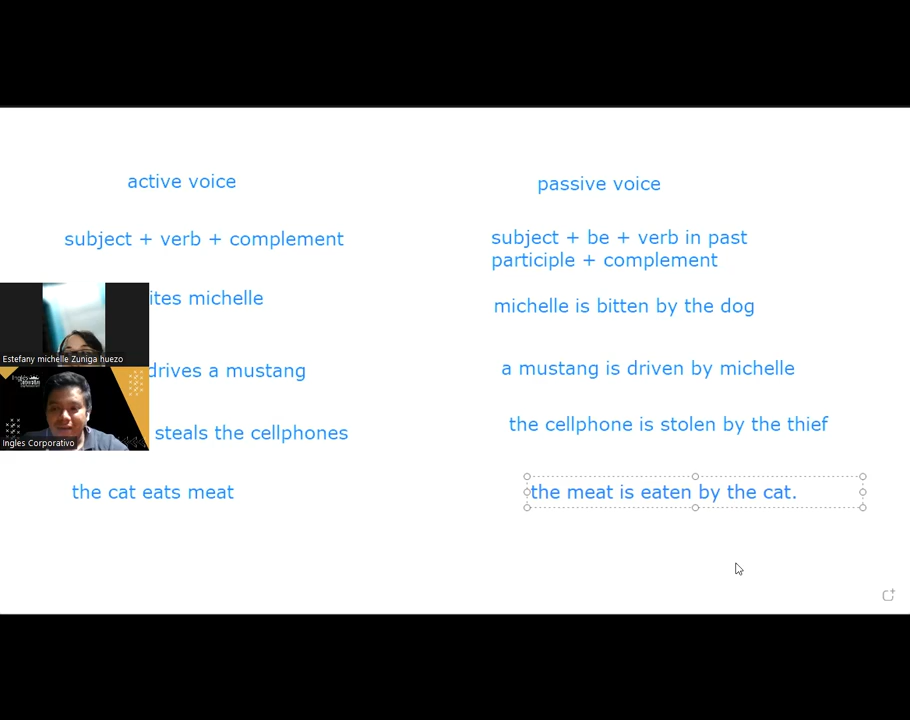 active voice
passive voice
subject + verb + complement
subject + be + verb in past
participle + complement
ites michelle
michelle is bitten by the dog
drives a mustang
a mustang is driven by michelle
steals the cellphones
the cellphone is stolen by the thief
the cat eats meat
the meat is eaten by the cat.
Estefany michelle Zuniga huezo
Ingles Corporativo